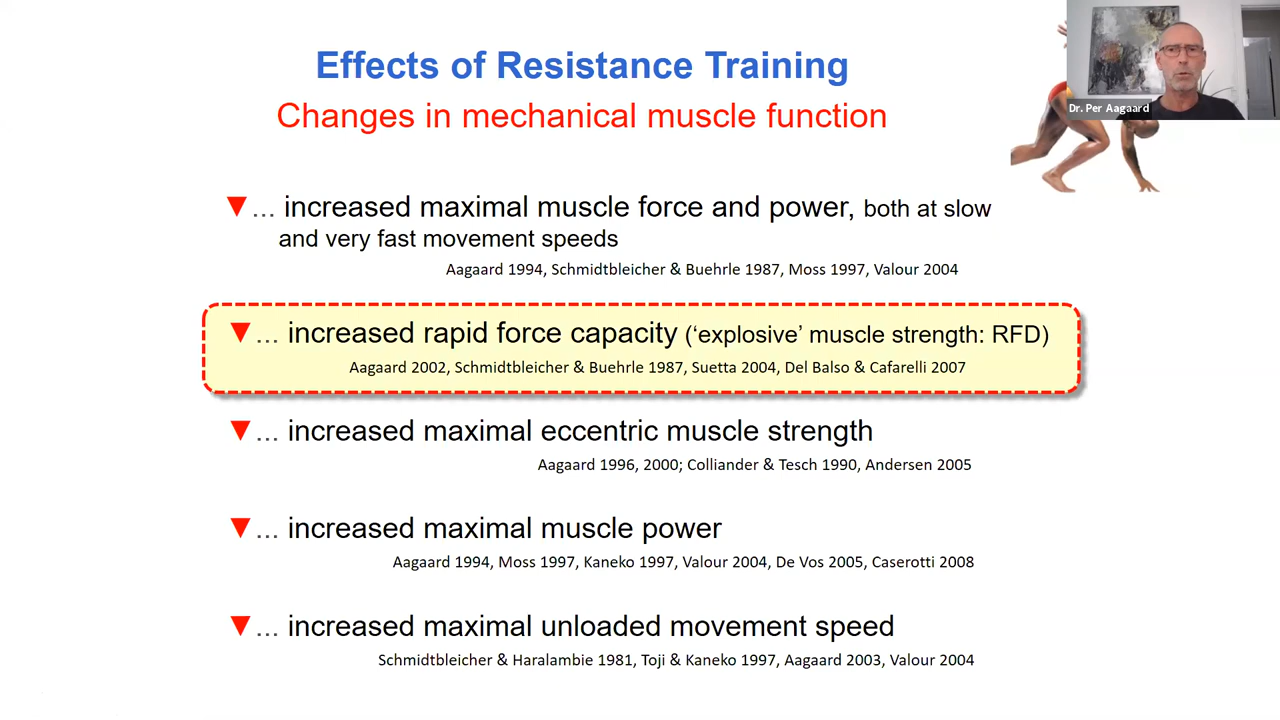 Effects of Resistance Training
Changes in mechanical muscle function
Dr. Per Aagaard
▼... increased maximal muscle force and power, both at slow
and very fast movement speeds
Aagaard 1994, Schmidtbleicher & Buehrle 1987, Moss 1997, Valour 2004
▼... increased rapid force capacity (‘explosive’ muscle strength: RFD)
Aagaard 2002, Schmidtbleicher & Buehrle 1987, Suetta 2004, Del Balso & Cafarelli 2007
▼... increased maximal eccentric muscle strength
Aagaard 1996, 2000; Colliander & Tesch 1990, Andersen 2005
▼... increased maximal muscle power
Aagaard 1994, Moss 1997, Kaneko 1997, Valour 2004, De Vos 2005, Caserotti 2008
▼... increased maximal unloaded movement speed
Schmidtbleicher & Haralambie 1981, Toji & Kaneko 1997, Aagaard 2003, Valour 2004